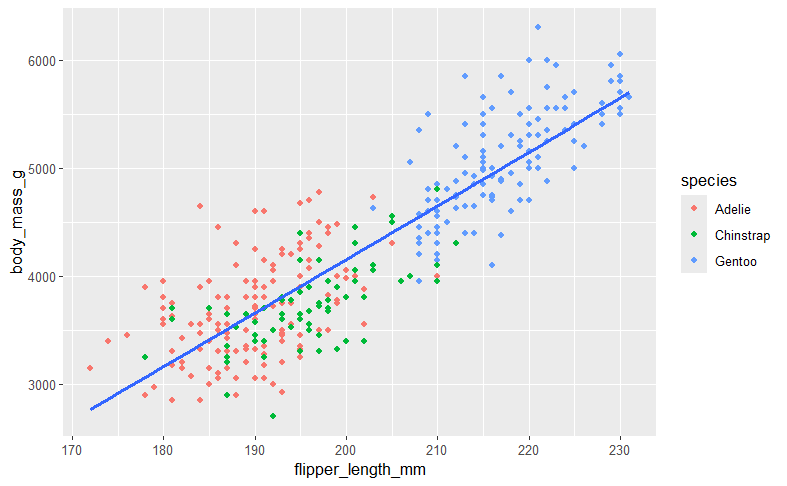 6000
5000
4000
3000
body_mass_g
170
180
190
200
210
220
230
flipper_length_mm
species
Adelie
Chinstrap
Gentoo